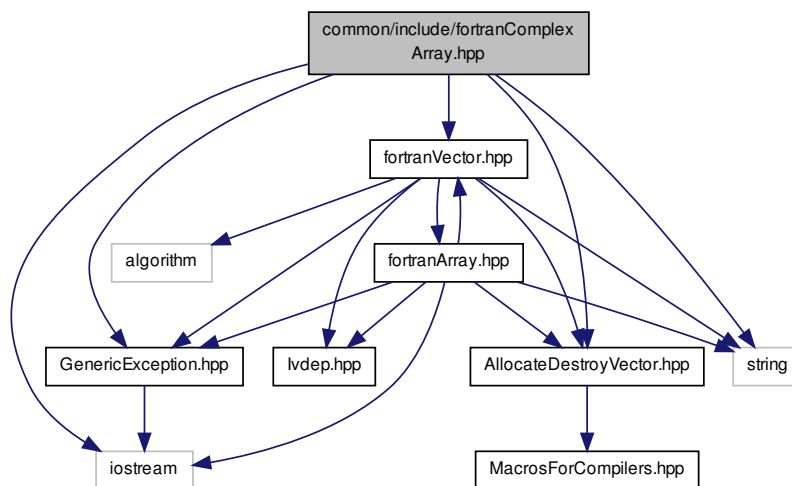 common/include/fortranComplex
Array.hpp
fortranVector.hpp
algorithm
fortranArray.hpp
GenericException.hpp
Ivdep.hpp
AllocateDestroyVector.hpp
string
iostream
MacrosForCompilers.hpp